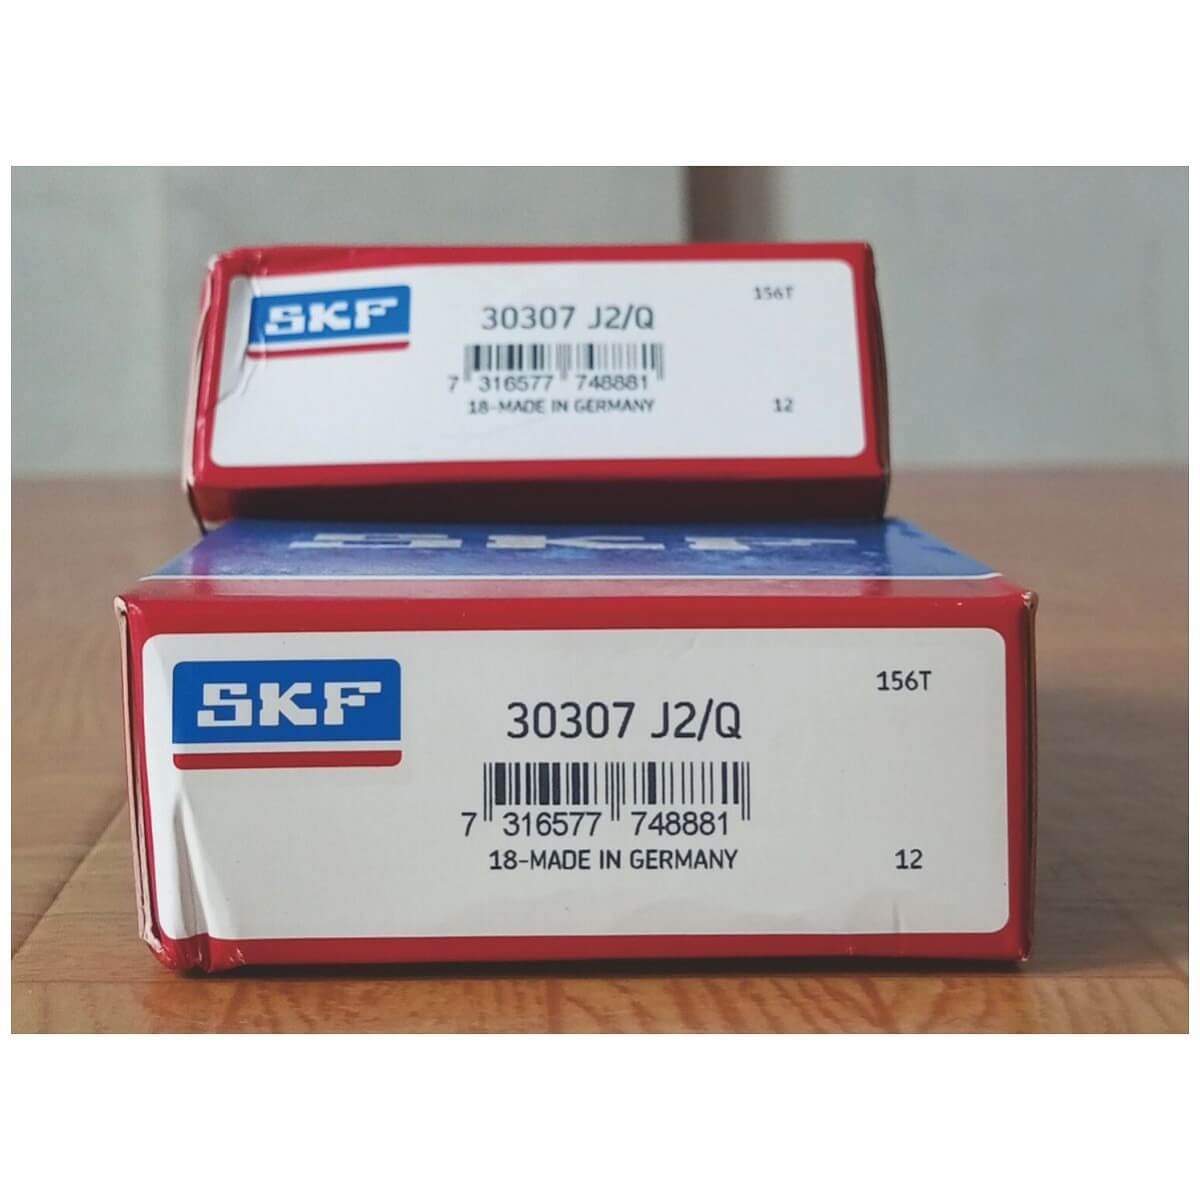 SKF
30307 J2/Q
156T
7 316577 748881
18-MADE IN GERMANY
12
SKF
SKF
30307 J2/Q
156T
7 316577 748881
18-MADE IN GERMANY
12